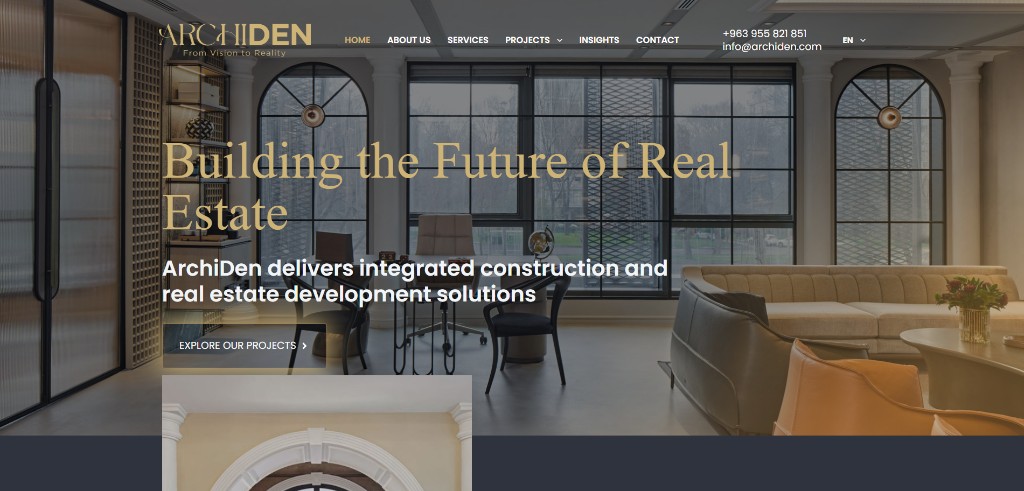 ARCHIDEN
From Vision to Reality
HOME ABOUT US SERVICES PROJECTS INSIGHTS CONTACT
+963 955 821 851
info@archiden.com
EN
Building the Future of Real
Estate
ArchiDen delivers integrated construction and
real estate development solutions
EXPLORE OUR PROJECTS